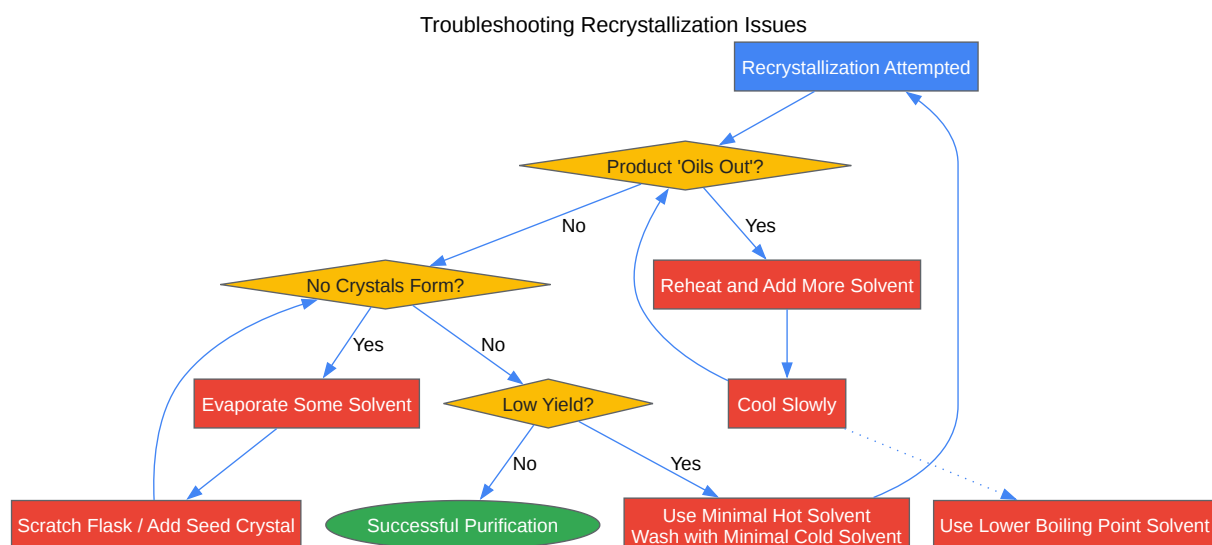 Troubleshooting Recrystallization Issues
Recrystallization Attempted
Product 'Oils Out'?
No
Yes
No Crystals Form?
Reheat and Add More Solvent
Yes
No
Evaporate Some Solvent
Low Yield?
Cool Slowly
No
Yes
Scratch Flask / Add Seed Crystal
Successful Purification
Use Minimal Hot Solvent
Wash with Minimal Cold Solvent
Use Lower Boiling Point Solvent